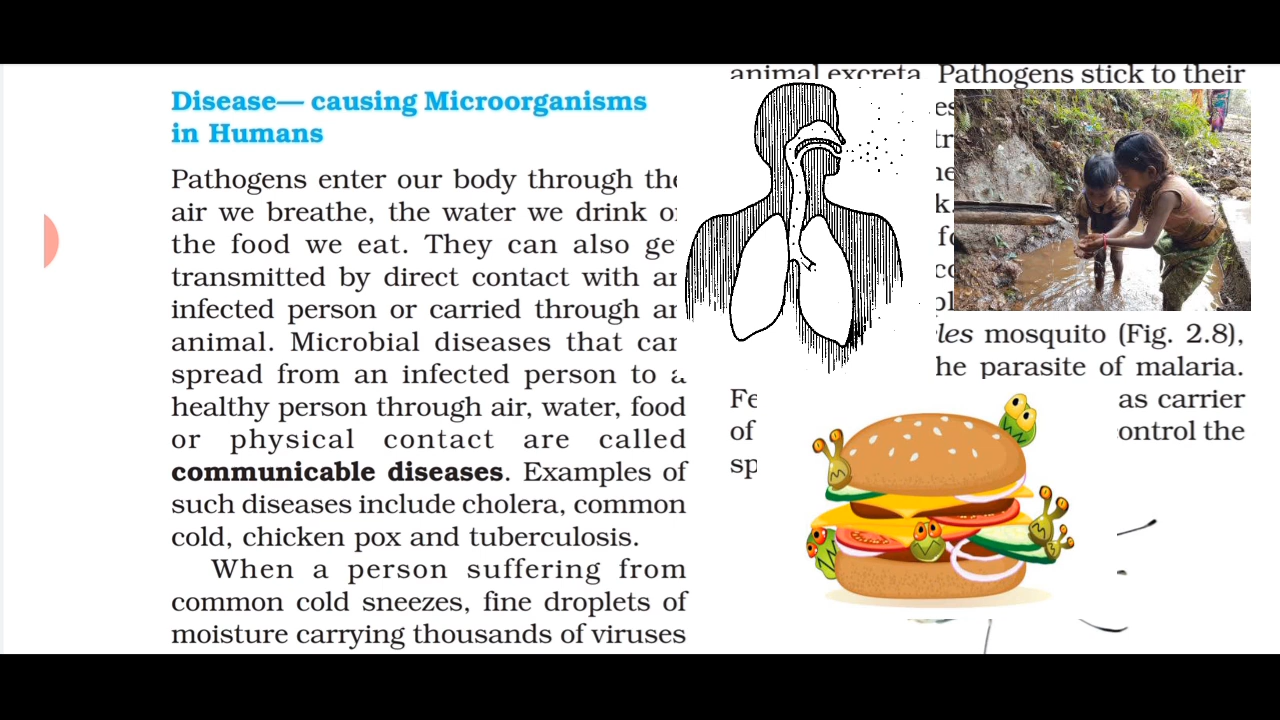 Disease— causing Microorganisms
in Humans
Pathogens enter our body through the
air we breathe, the water we drink or
the food we eat. They can also get
transmitted by direct contact with an
infected person or carried through an
animal. Microbial diseases that can
spread from an infected person to a
healthy person through air, water, food
or physical contact are called
communicable diseases. Examples of
such diseases include cholera, common
cold, chicken pox and tuberculosis.
When a person suffering from
common cold sneezes, fine droplets of
moisture carrying thousands of viruses
animal excreta. Pathogens stick to their
mosquito (Fig. 2.8),
parasite of malaria.
as carrier
of
the